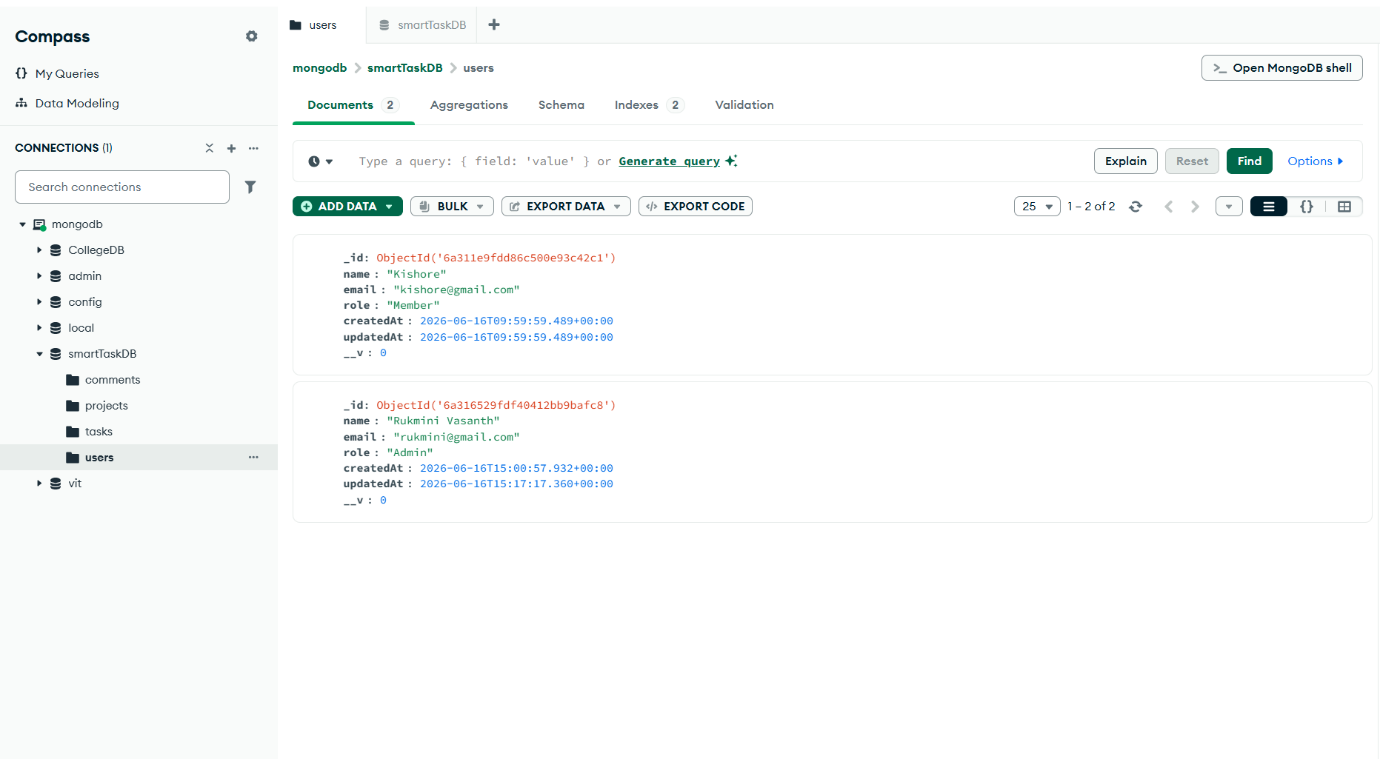 Compass
My Queries
Data Modeling
CONNECTIONS (1)
Search connections
mongodb
CollegeDB
admin
config
local
smartTaskDB
comments
projects
tasks
users
vit
users
smartTaskDB
mongodb > smartTaskDB > users
>_ Open MongoDB shell
Documents 2 Aggregations Schema Indexes 2 Validation
Type a query: { field: 'value' } or Generate query
Explain Reset Find Options
ADD DATA BULK EXPORT DATA EXPORT CODE
25 1 – 2 of 2 {}
_id: ObjectId('6a311e9fdd86c500e93c42c1')
name : "Kishore"
email : "kishore@gmail.com"
role : "Member"
createdAt : 2026-06-16T09:59:59.489+00:00
updatedAt : 2026-06-16T09:59:59.489+00:00
__v : 0
_id: ObjectId('6a316529fdf40412bb9bafc8')
name : "Rukmini Vasanth"
email : "rukmini@gmail.com"
role : "Admin"
createdAt : 2026-06-16T15:00:57.932+00:00
updatedAt : 2026-06-16T15:17:17.360+00:00
__v : 0